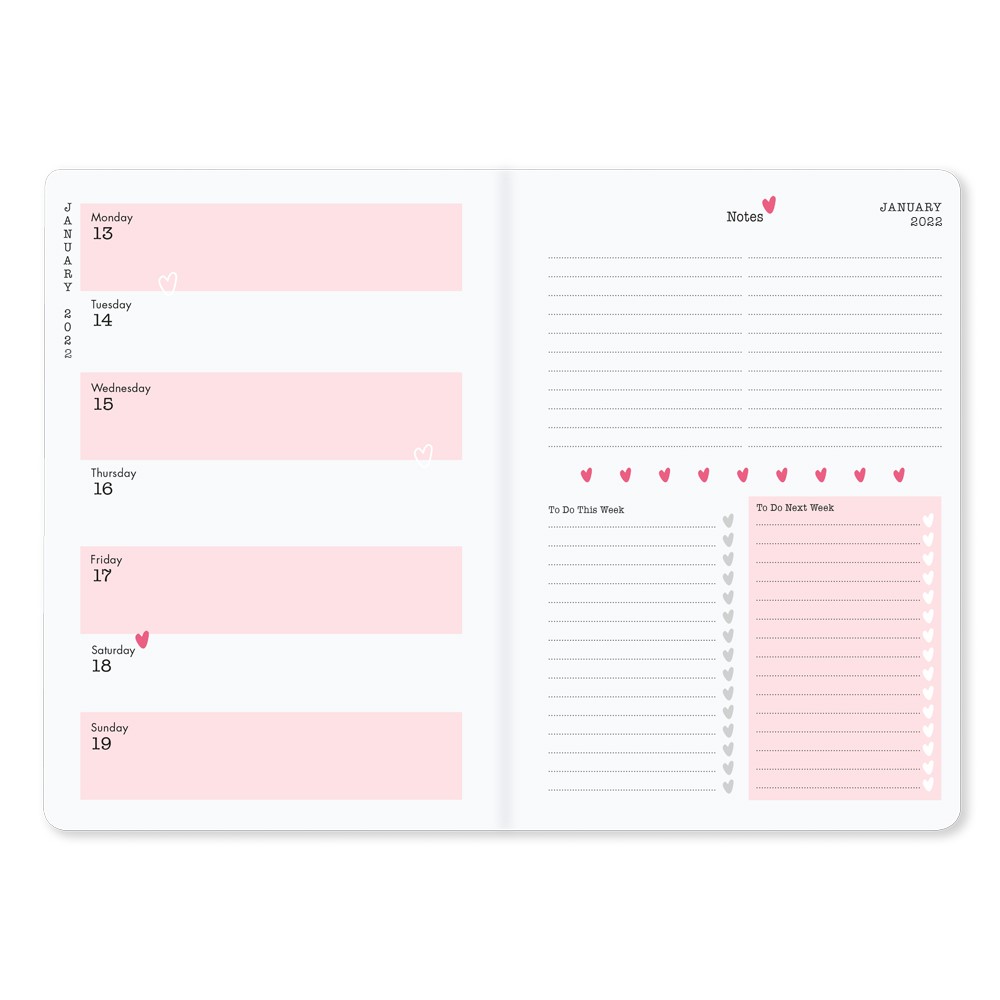 JANUARY 2022
Monday
13
Tuesday
14
Wednesday
15
Thursday
16
Friday
17
Saturday
18
Sunday
19
Notes
JANUARY
2022
To Do This Week
To Do Next Week